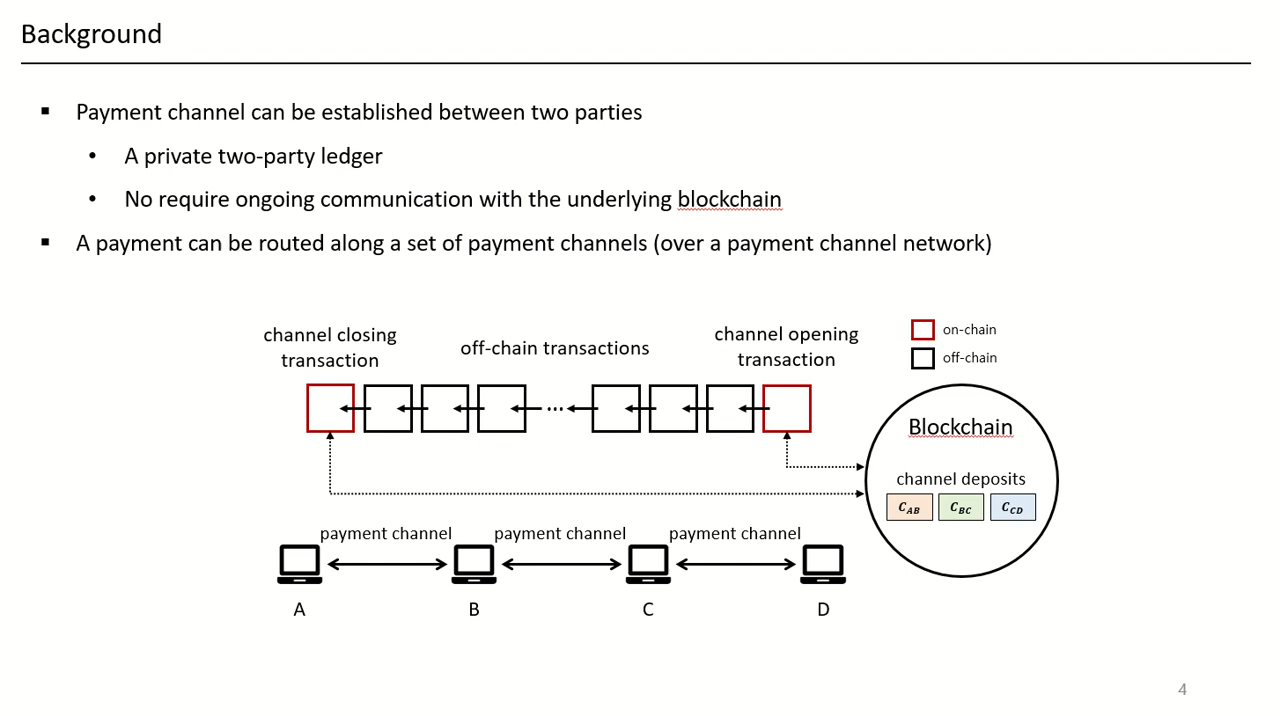 Background
Payment channel can be established between two parties
A private two-party ledger
No require ongoing communication with the underlying blockchain
A payment can be routed along a set of payment channels (over a payment channel network)
channel closing
transaction
off-chain transactions
channel opening
transaction
on-chain
off-chain
...
Blockchain
channel deposits
C_AB C_BC C_CD
payment channel payment channel payment channel
A B C D
4